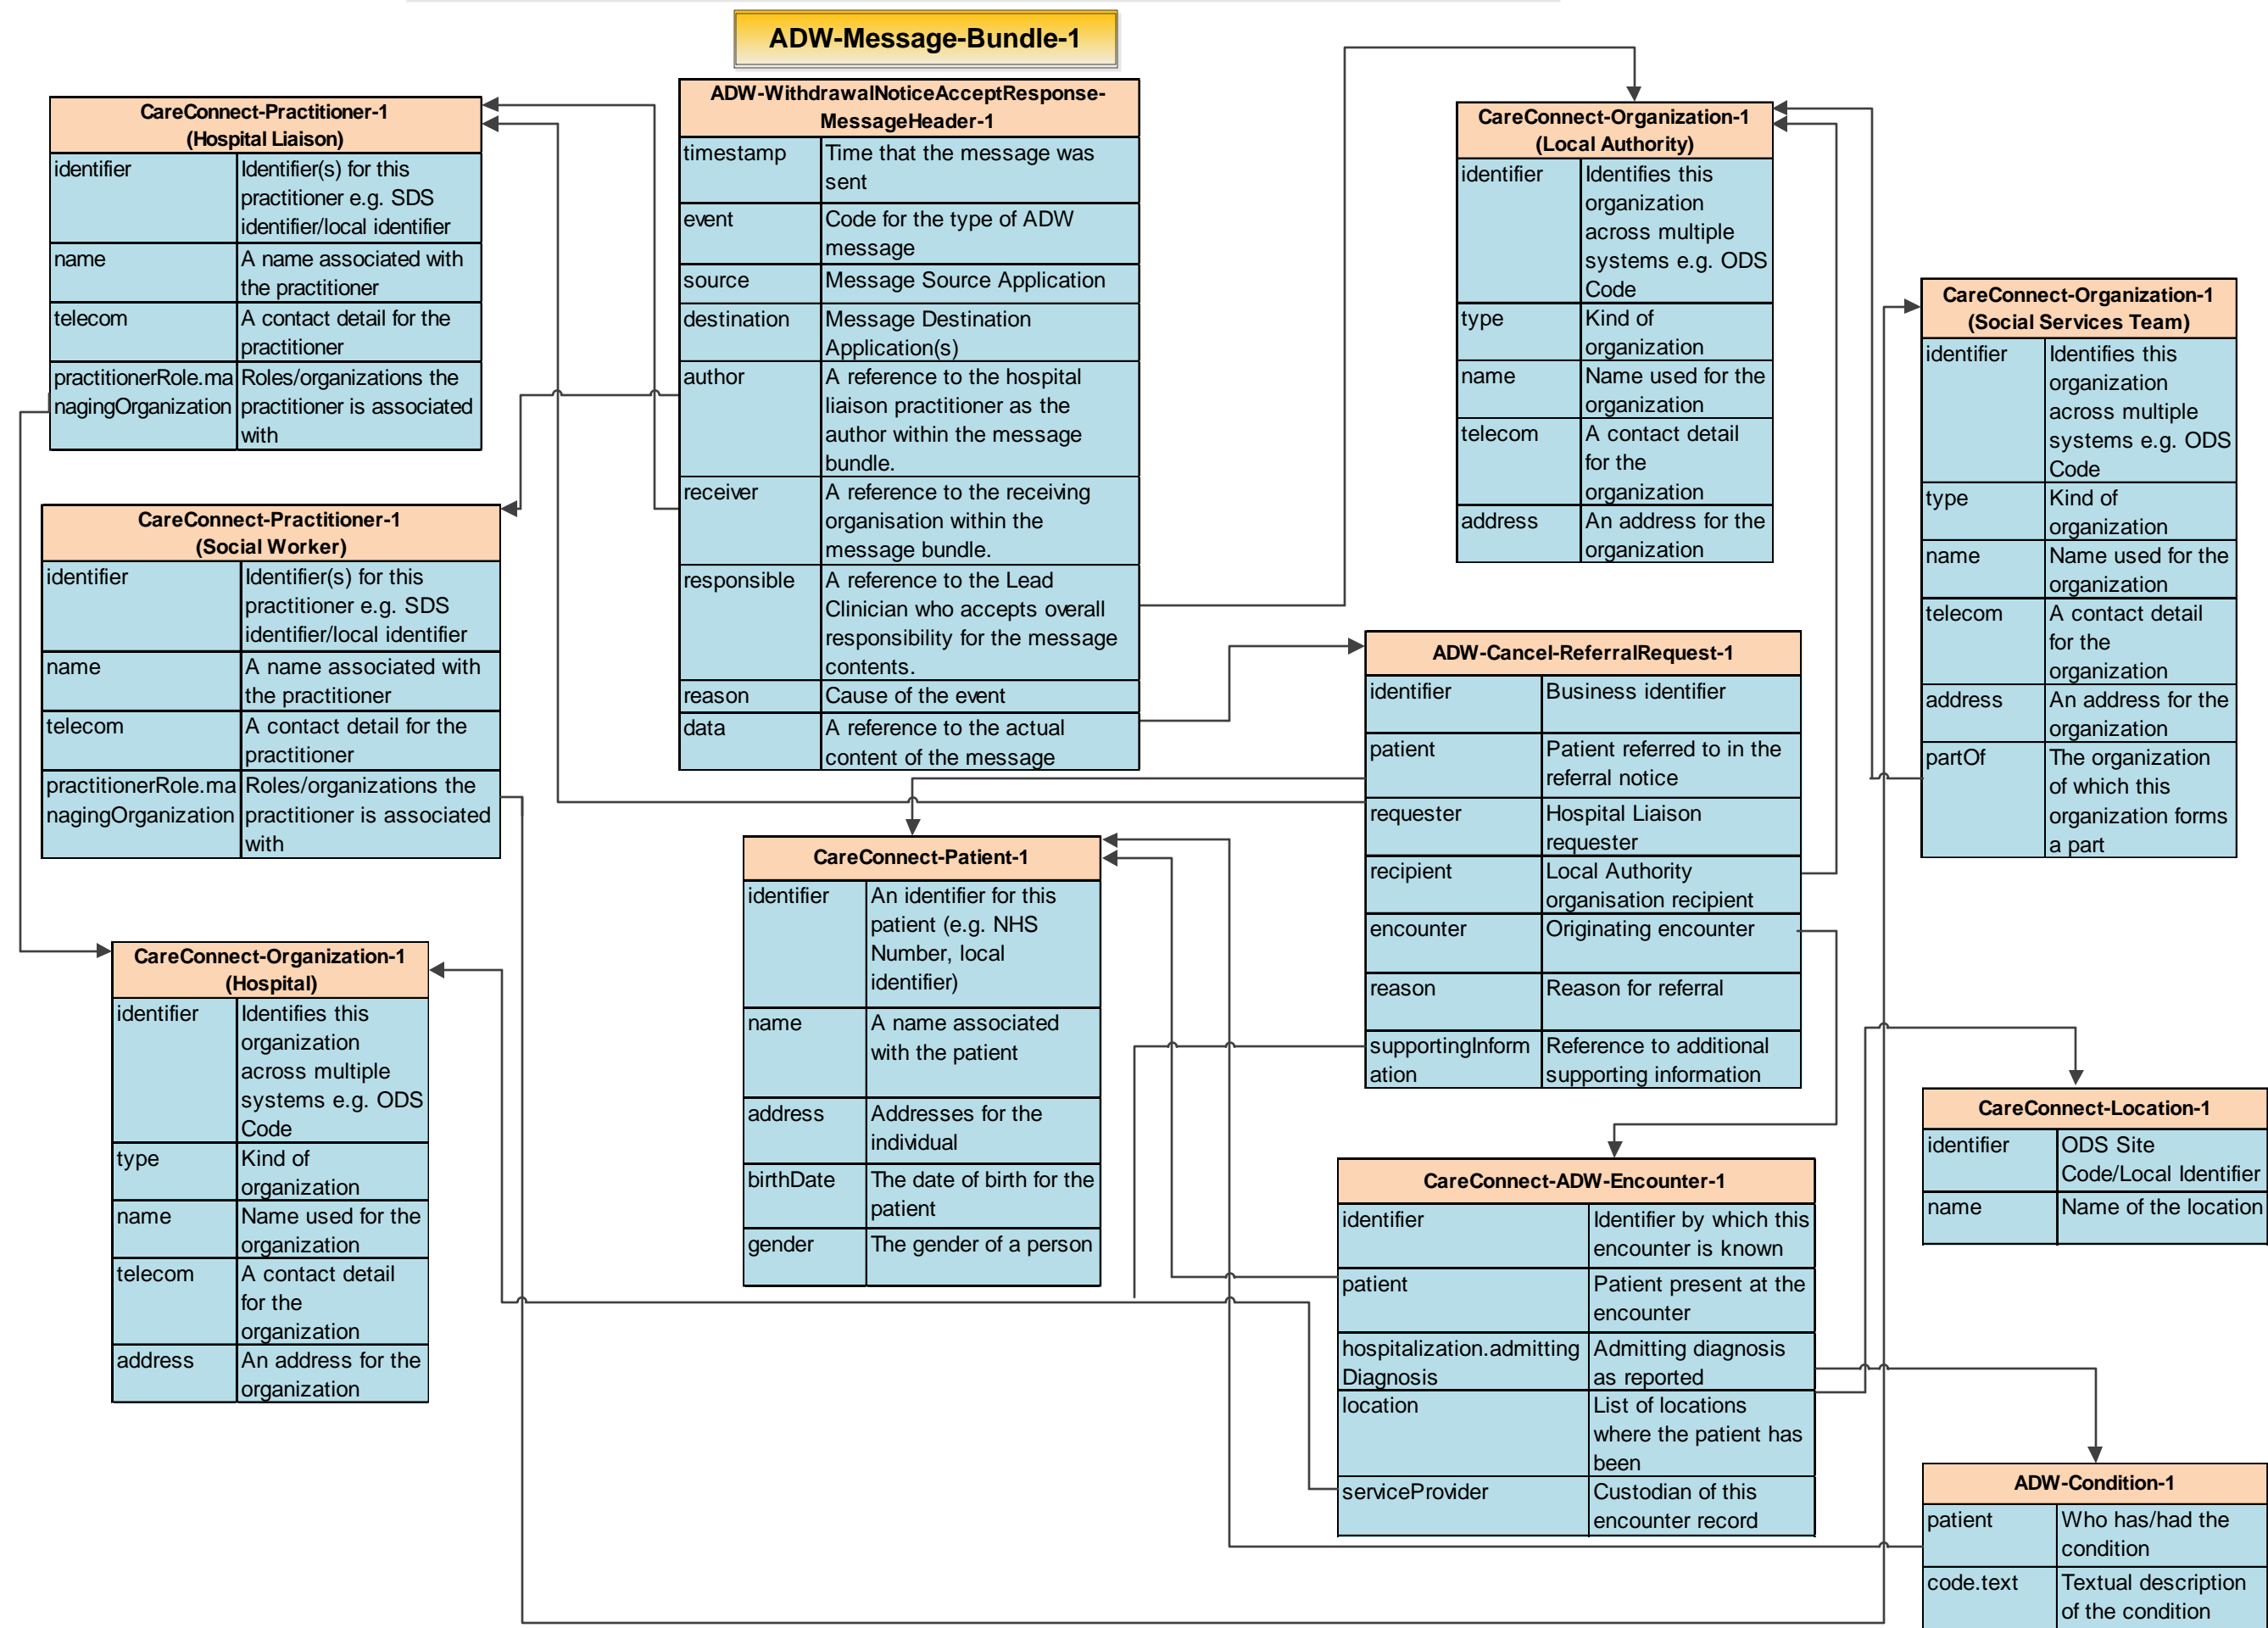 ADW-Message-Bundle-1
CareConnect-Practitioner-1
(Hospital Liaison)
identifier
Identifier(s) for this
practitioner e.g. SDS
identifier/local identifier
name
A name associated with
the practitioner
telecom
A contact detail for the
practitioner
practitionerRole.ma
nagingOrganization
Roles/organizations the
practitioner is associated
with
ADW-WithdrawalNoticeAcceptResponse-
MessageHeader-1
timestamp
Time that the message was
sent
event
Code for the type of ADW
message
source
Message Source Application
destination
Message Destination
Application(s)
author
A reference to the hospital
liaison practitioner as the
author within the message
bundle.
receiver
A reference to the receiving
organisation within the
message bundle.
responsible
A reference to the Lead
Clinician who accepts overall
responsibility for the message
contents.
reason
Cause of the event
data
A reference to the actual
content of the message
CareConnect-Organization-1
(Local Authority)
identifier
Identifies this
organization
across multiple
systems e.g. ODS
Code
type
Kind of
organization
name
Name used for the
organization
telecom
A contact detail
for the
organization
address
An address for the
organization
CareConnect-Organization-1
(Social Services Team)
identifier
Identifies this
organization
across multiple
systems e.g. ODS
Code
type
Kind of
organization
name
Name used for the
organization
telecom
A contact detail
for the
organization
address
An address for the
organization
partOf
The organization
of which this
organization forms
a part
CareConnect-Practitioner-1
(Social Worker)
identifier
Identifier(s) for this
practitioner e.g. SDS
identifier/local identifier
name
A name associated with
the practitioner
telecom
A contact detail for the
practitioner
practitionerRole.ma
nagingOrganization
Roles/organizations the
practitioner is associated
with
ADW-Cancel-ReferralRequest-1
identifier
Business identifier
patient
Patient referred to in the
referral notice
requester
Hospital Liaison
requester
recipient
Local Authority
organisation recipient
encounter
Originating encounter
reason
Reason for referral
supportingInform
ation
Reference to additional
supporting information
CareConnect-Patient-1
identifier
An identifier for this
patient (e.g. NHS
Number, local
identifier)
name
A name associated
with the patient
address
Addresses for the
individual
birthDate
The date of birth for the
patient
gender
The gender of a person
CareConnect-Organization-1
(Hospital)
identifier
Identifies this
organization
across multiple
systems e.g. ODS
Code
type
Kind of
organization
name
Name used for the
organization
telecom
A contact detail
for the
organization
address
An address for the
organization
CareConnect-Location-1
identifier
ODS Site
Code/Local Identifier
name
Name of the location
CareConnect-ADW-Encounter-1
identifier
Identifier by which this
encounter is known
patient
Patient present at the
encounter
hospitalization.admitting
Diagnosis
Admitting diagnosis
as reported
location
List of locations
where the patient has
been
serviceProvider
Custodian of this
encounter record
ADW-Condition-1
patient
Who has/had the
condition
code.text
Textual description
of the condition